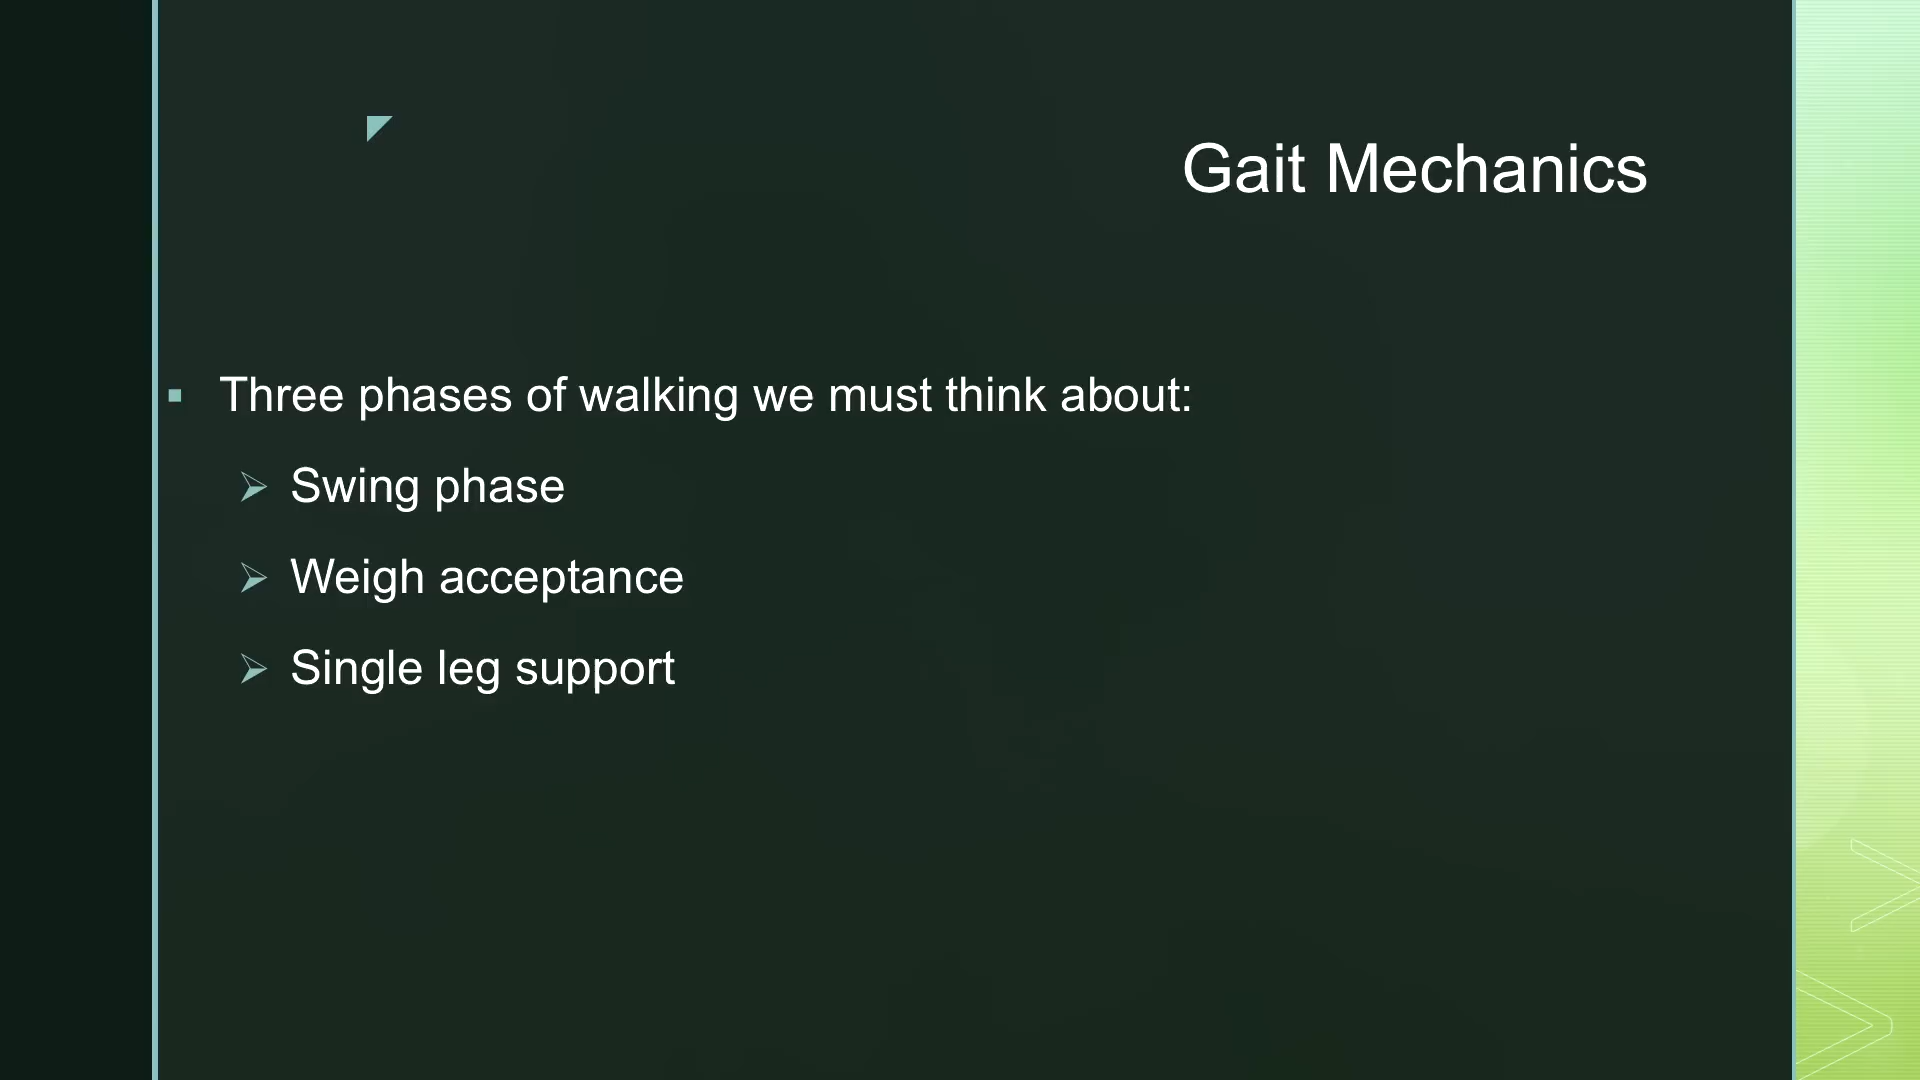 Gait Mechanics
▪ Three phases of walking we must think about:
➢ Swing phase
➢ Weigh acceptance
➢ Single leg support